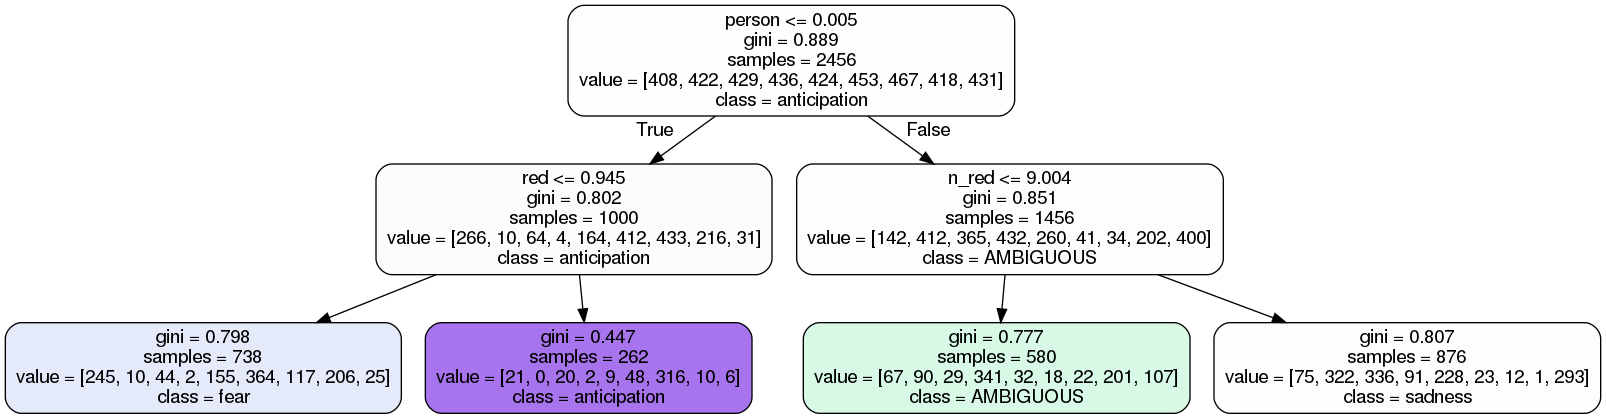 person <= 0.005
gini = 0.889
samples = 2456
value = [408, 422, 429, 436, 424, 453, 467, 418, 431]
class = anticipation
True
False
red <= 0.945
gini = 0.802
samples = 1000
value = [266, 10, 64, 4, 164, 412, 433, 216, 31]
class = anticipation
n_red <= 9.004
gini = 0.851
samples = 1456
value = [142, 412, 365, 432, 260, 41, 34, 202, 400]
class = AMBIGUOUS
gini = 0.798
samples = 738
value = [245, 10, 44, 2, 155, 364, 117, 206, 25]
class = fear
gini = 0.447
samples = 262
value = [21, 0, 20, 2, 9, 48, 316, 10, 6]
class = anticipation
gini = 0.777
samples = 580
value = [67, 90, 29, 341, 32, 18, 22, 201, 107]
class = AMBIGUOUS
gini = 0.807
samples = 876
value = [75, 322, 336, 91, 228, 23, 12, 1, 293]
class = sadness